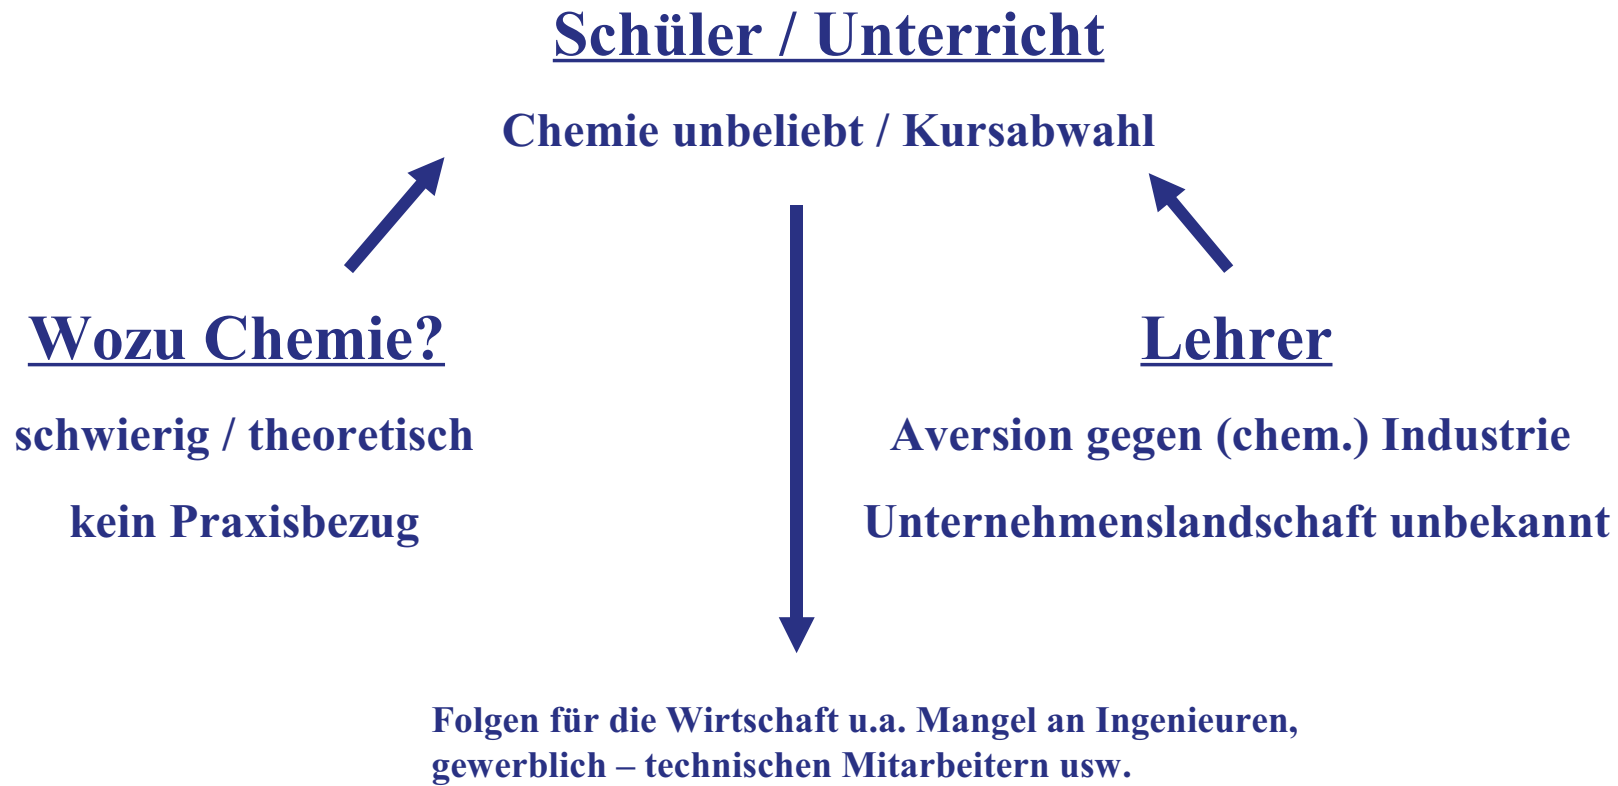 Schüler / Unterricht
Chemie unbeliebt / Kursabwahl
Wozu Chemie?
schwierig / theoretisch
kein Praxisbezug
Lehrer
Aversion gegen (chem.) Industrie
Unternehmenslandschaft unbekannt
Folgen für die Wirtschaft u.a. Mangel an Ingenieuren,
gewerblich – technischen Mitarbeitern usw.